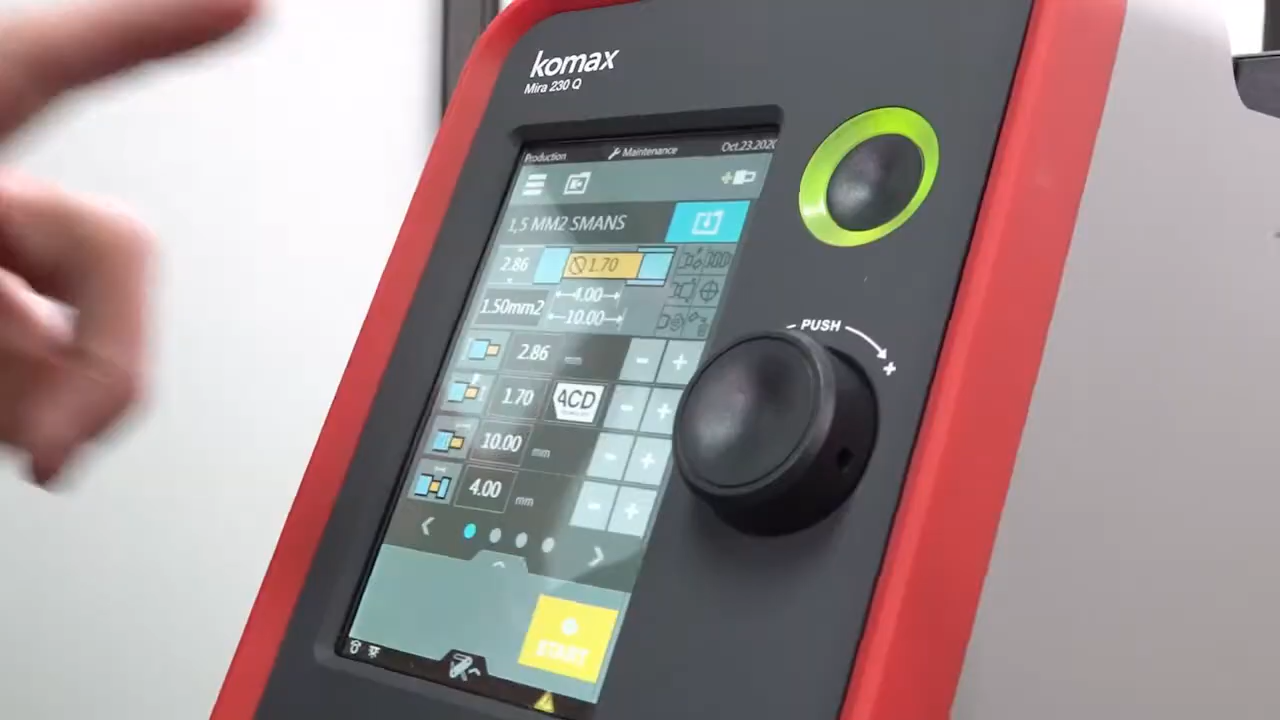 komax
Mira 230 Q
Production Maintenance Oct.23.202
1,5 MM2 SMANS
2.86 1.70
4.00
1.50mm2 10.00
PUSH
- +
2.86 - +
1.70 ACD - +
10.00 mm - +
4.00 mm - +
START